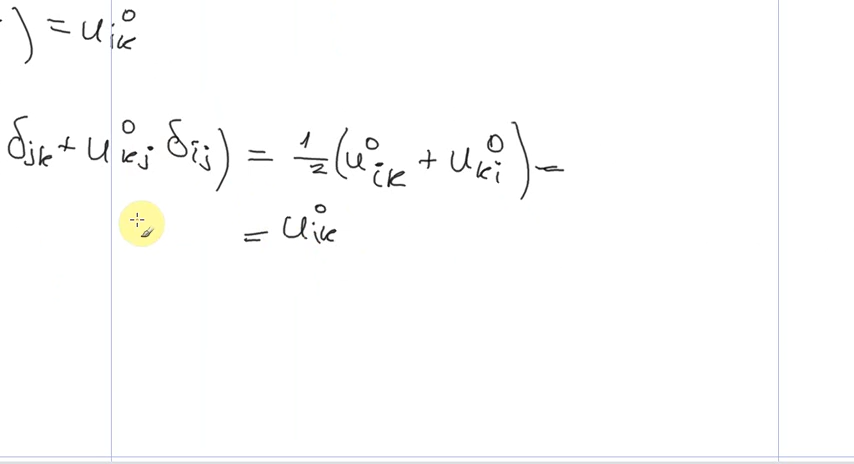 ) = u⁰ᵢₖ
δⱼₖ + u⁰ₖⱼ δᵢⱼ) = 1/2 (u⁰ᵢₖ + u⁰ₖᵢ) =
= u⁰ᵢₖ